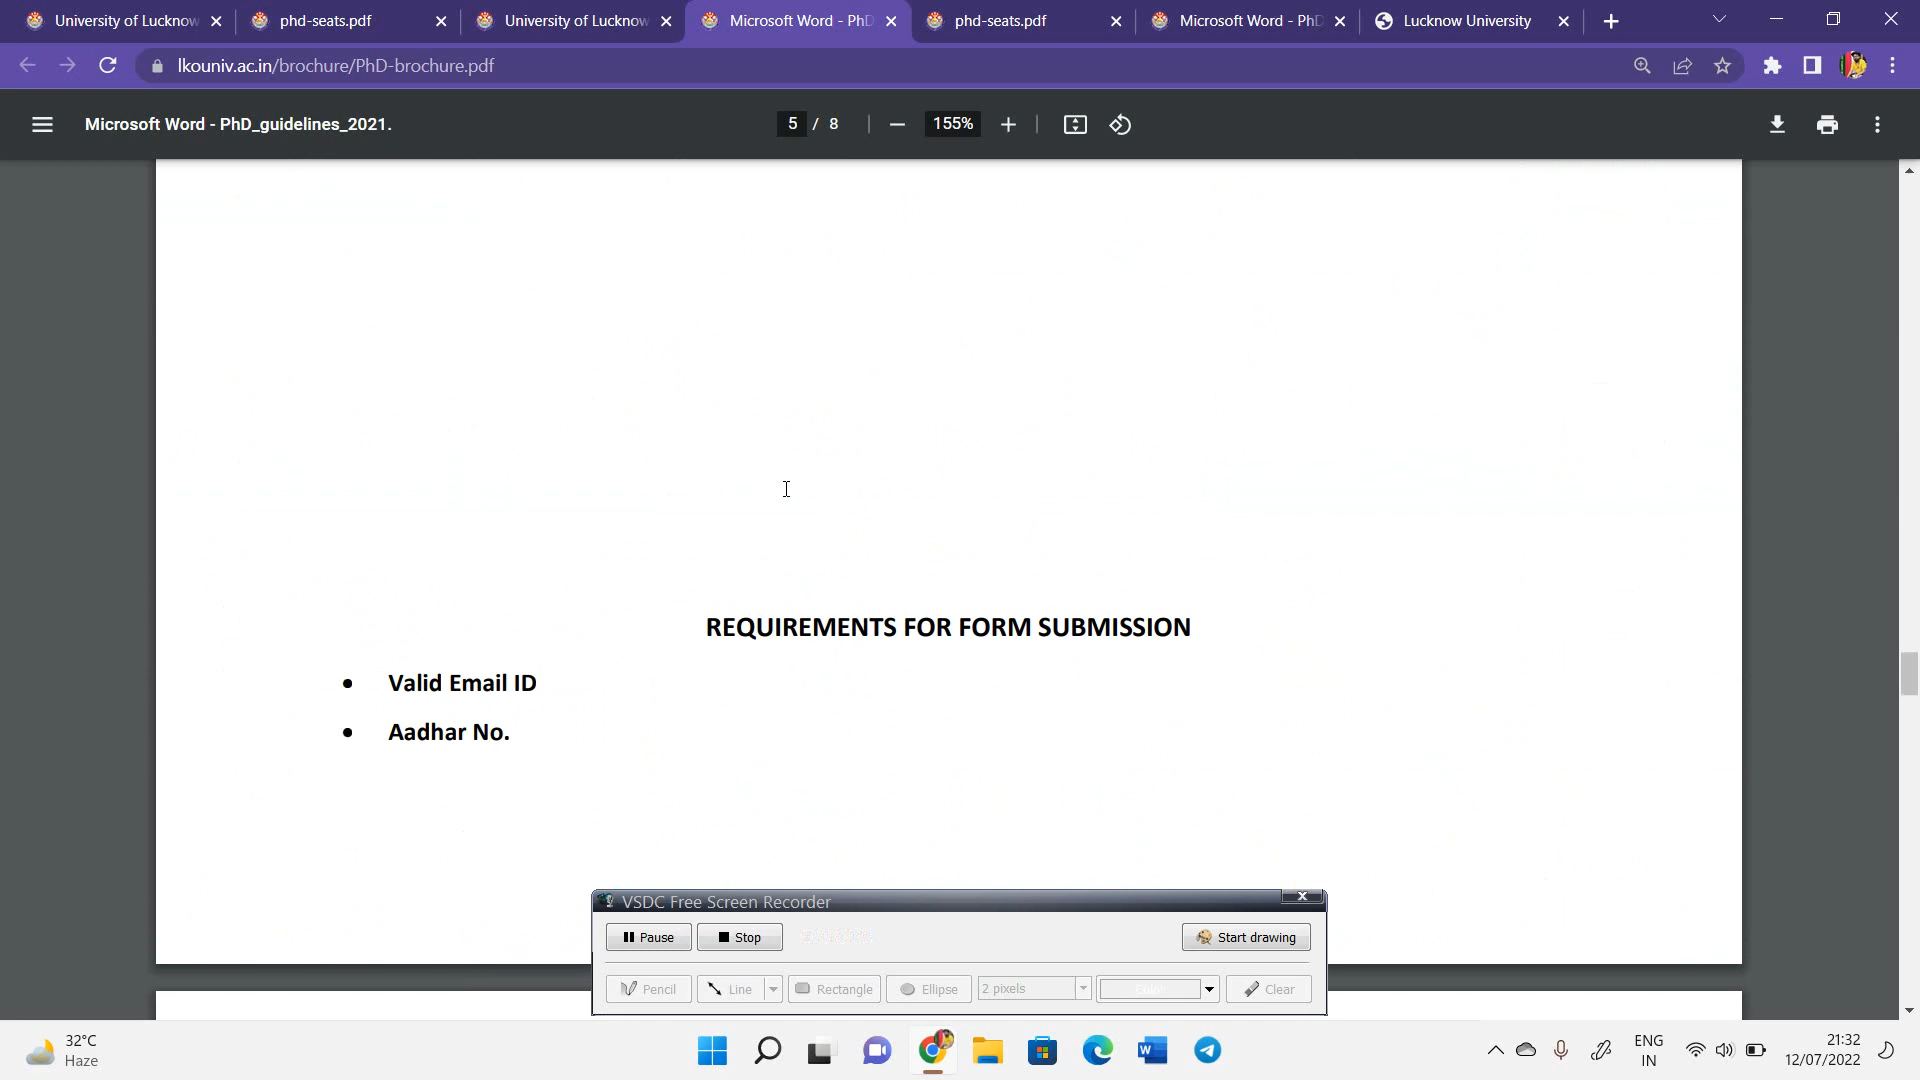 University of Lucknow
phd-seats.pdf
University of Lucknow
Microsoft Word - PhD
phd-seats.pdf
Microsoft Word - PhD
Lucknow University
lkouniv.ac.in/brochure/PhD-brochure.pdf
Microsoft Word - PhD_guidelines_2021.
5 / 8
155%
REQUIREMENTS FOR FORM SUBMISSION
• Valid Email ID
• Aadhar No.
VSDC Free Screen Recorder
Pause
Stop
Start drawing
Pencil
Line
Rectangle
Ellipse
2 pixels
Color
Clear
32°C
Haze
ENG
IN
21:32
12/07/2022